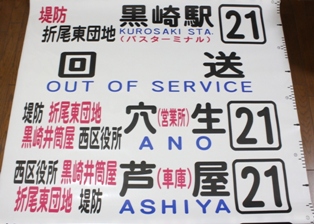 堤防 黒崎駅 21
折尾東団地 KUROSAKI STA.
(バスターミナル)
回送
OUT OF SERVICE
堤防 折尾東団地 穴(営業所)生 21
黒崎井筒屋 西区役所 ANO
西区役所 黒崎井筒屋 芦(車庫)屋 21
折尾東団地 堤防 ASHIYA